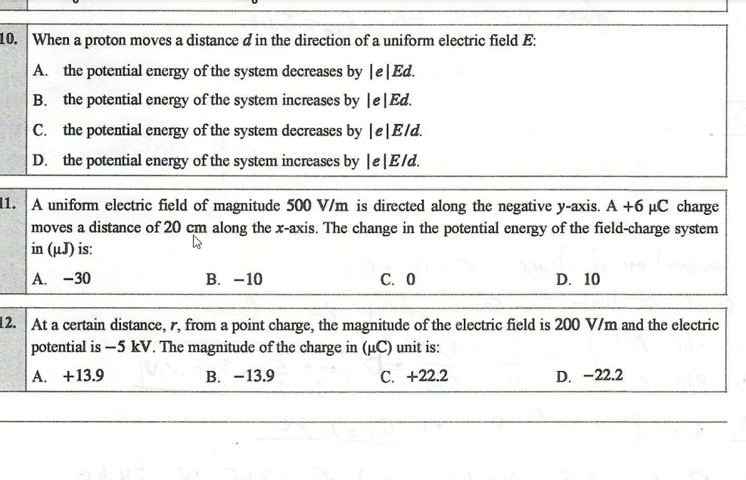 10. When a proton moves a distance d in the direction of a uniform electric field E:
A. the potential energy of the system decreases by |e|Ed.
B. the potential energy of the system increases by |e|Ed.
C. the potential energy of the system decreases by |e|E/d.
D. the potential energy of the system increases by |e|E/d.
11. A uniform electric field of magnitude 500 V/m is directed along the negative y-axis. A +6 μC charge
moves a distance of 20 cm along the x-axis. The change in the potential energy of the field-charge system
in (μJ) is:
A. −30 B. −10 C. 0 D. 10
12. At a certain distance, r, from a point charge, the magnitude of the electric field is 200 V/m and the electric
potential is −5 kV. The magnitude of the charge in (μC) unit is:
A. +13.9 B. −13.9 C. +22.2 D. −22.2